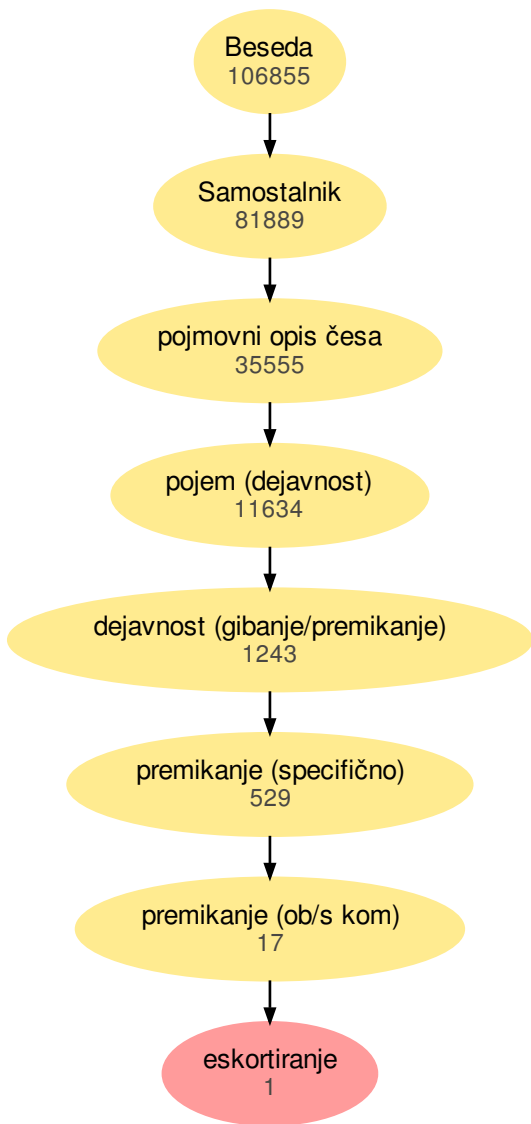 Beseda
106855
Samostalnik
81889
pojmovni opis česa
35555
pojem (dejavnost)
11634
dejavnost (gibanje/premikanje)
1243
premikanje (specifično)
529
premikanje (ob/s kom)
17
eskortiranje
1